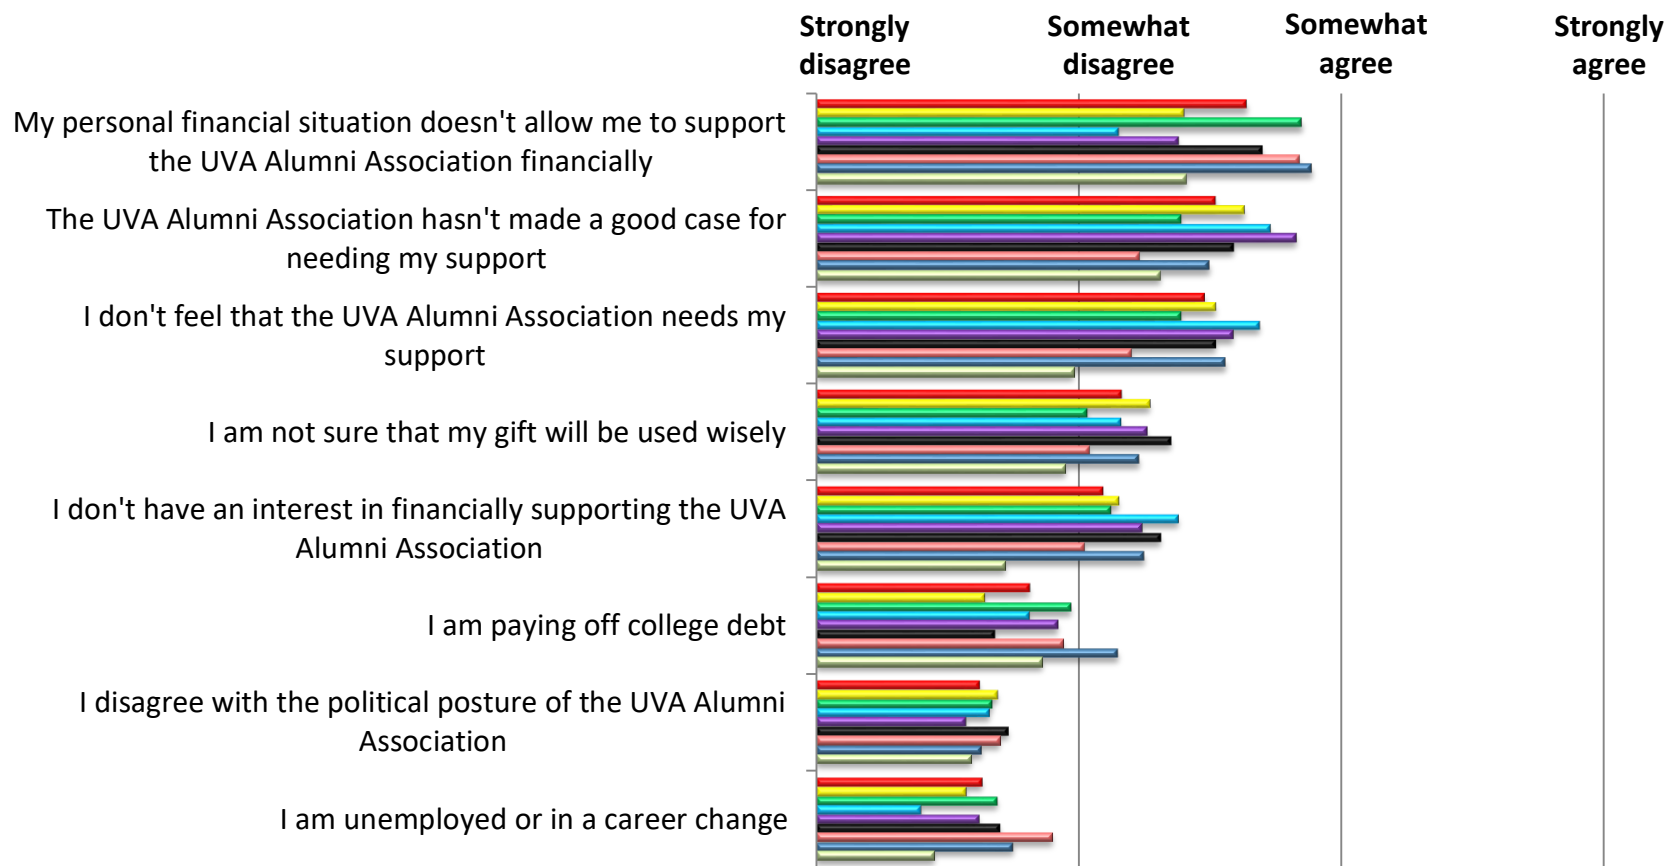 Strongly disagree
Somewhat disagree
Somewhat agree
Strongly agree
My personal financial situation doesn't allow me to support
the UVA Alumni Association financially
The UVA Alumni Association hasn't made a good case for
needing my support
I don't feel that the UVA Alumni Association needs my
support
I am not sure that my gift will be used wisely
I don't have an interest in financially supporting the UVA
Alumni Association
I am paying off college debt
I disagree with the political posture of the UVA Alumni
Association
I am unemployed or in a career change